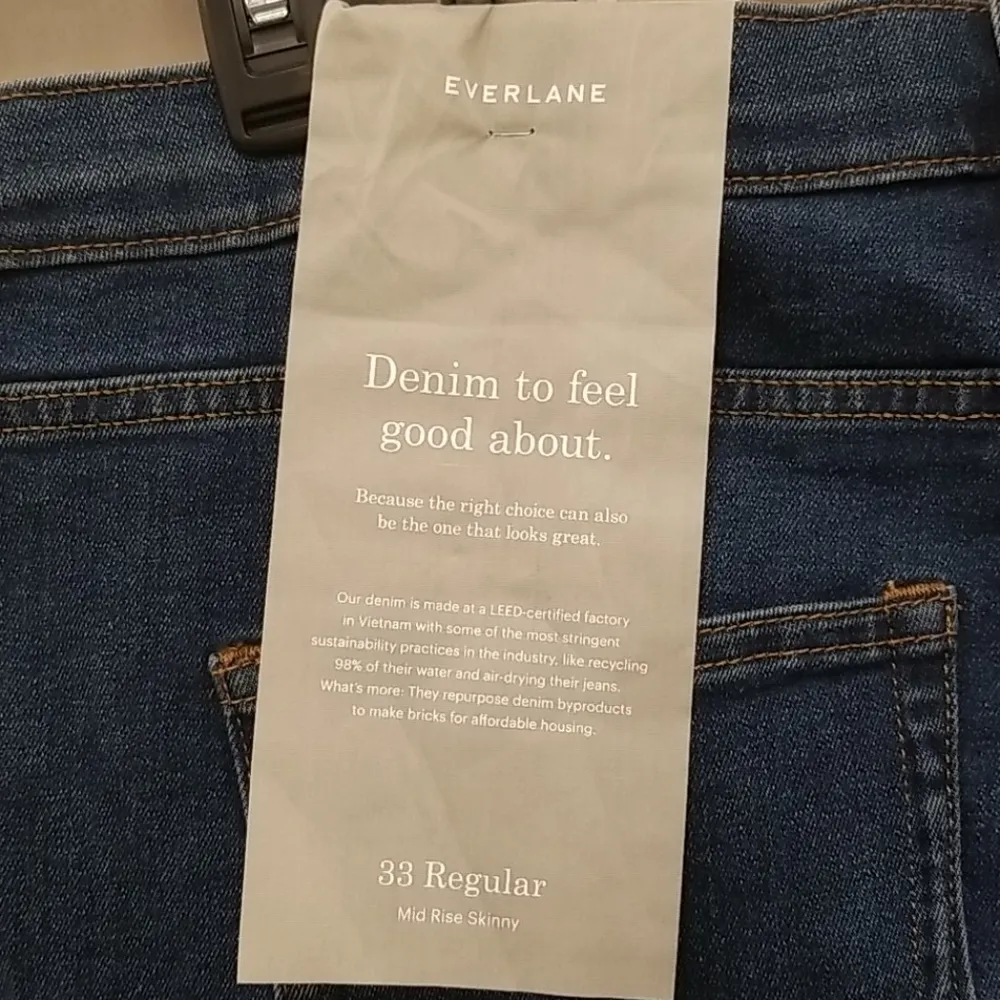 EVERLANE
Denim to feel
good about.
Because the right choice can also
be the one that looks great.
Our denim is made at a LEED-certified factory
in Vietnam with some of the most stringent
sustainability practices in the industry, like recycling
98% of their water and air-drying their jeans.
What's more: They repurpose denim byproducts
to make bricks for affordable housing.
33 Regular
Mid Rise Skinny